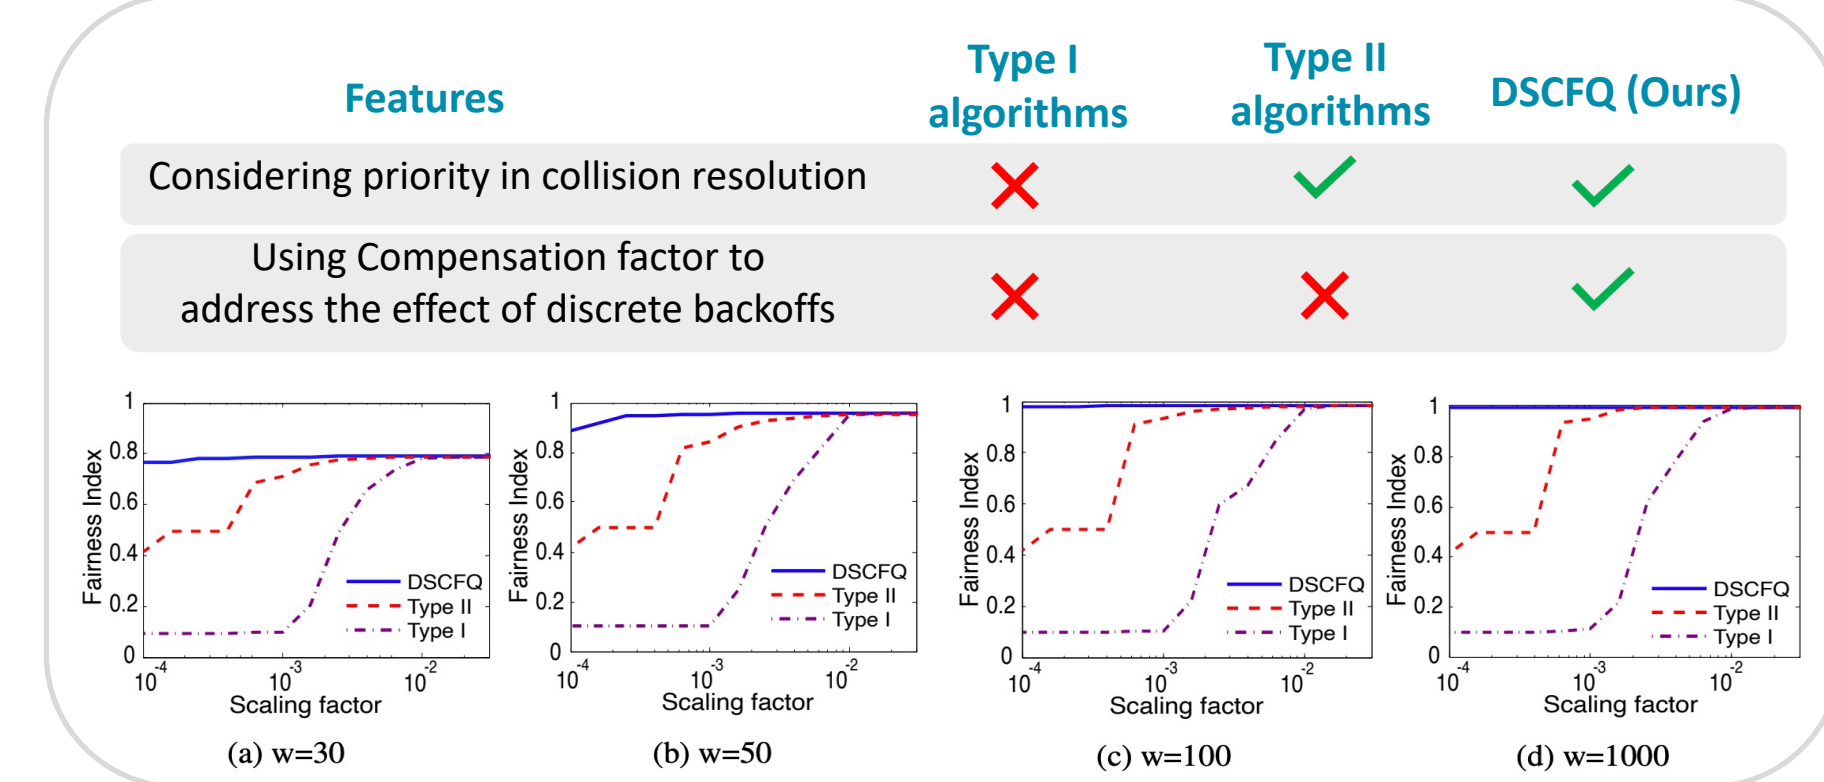 Features
Type I
algorithms
Type II
algorithms
DSCFQ (Ours)
Considering priority in collision resolution
Using Compensation factor to
address the effect of discrete backoffs
1
0.8
0.6
0.4
0.2
0
Fairness Index
DSCFQ
Type II
Type I
10^-4
10^-3
10^-2
Scaling factor
(a) w=30
1
0.8
0.6
0.4
0.2
0
Fairness Index
DSCFQ
Type II
Type I
10^-4
10^-3
10^-2
Scaling factor
(b) w=50
1
0.8
0.6
0.4
0.2
0
Fairness Index
DSCFQ
Type II
Type I
10^-4
10^-3
10^-2
Scaling factor
(c) w=100
1
0.8
0.6
0.4
0.2
0
Fairness Index
DSCFQ
Type II
Type I
10^-4
10^-3
10^-2
Scaling factor
(d) w=1000